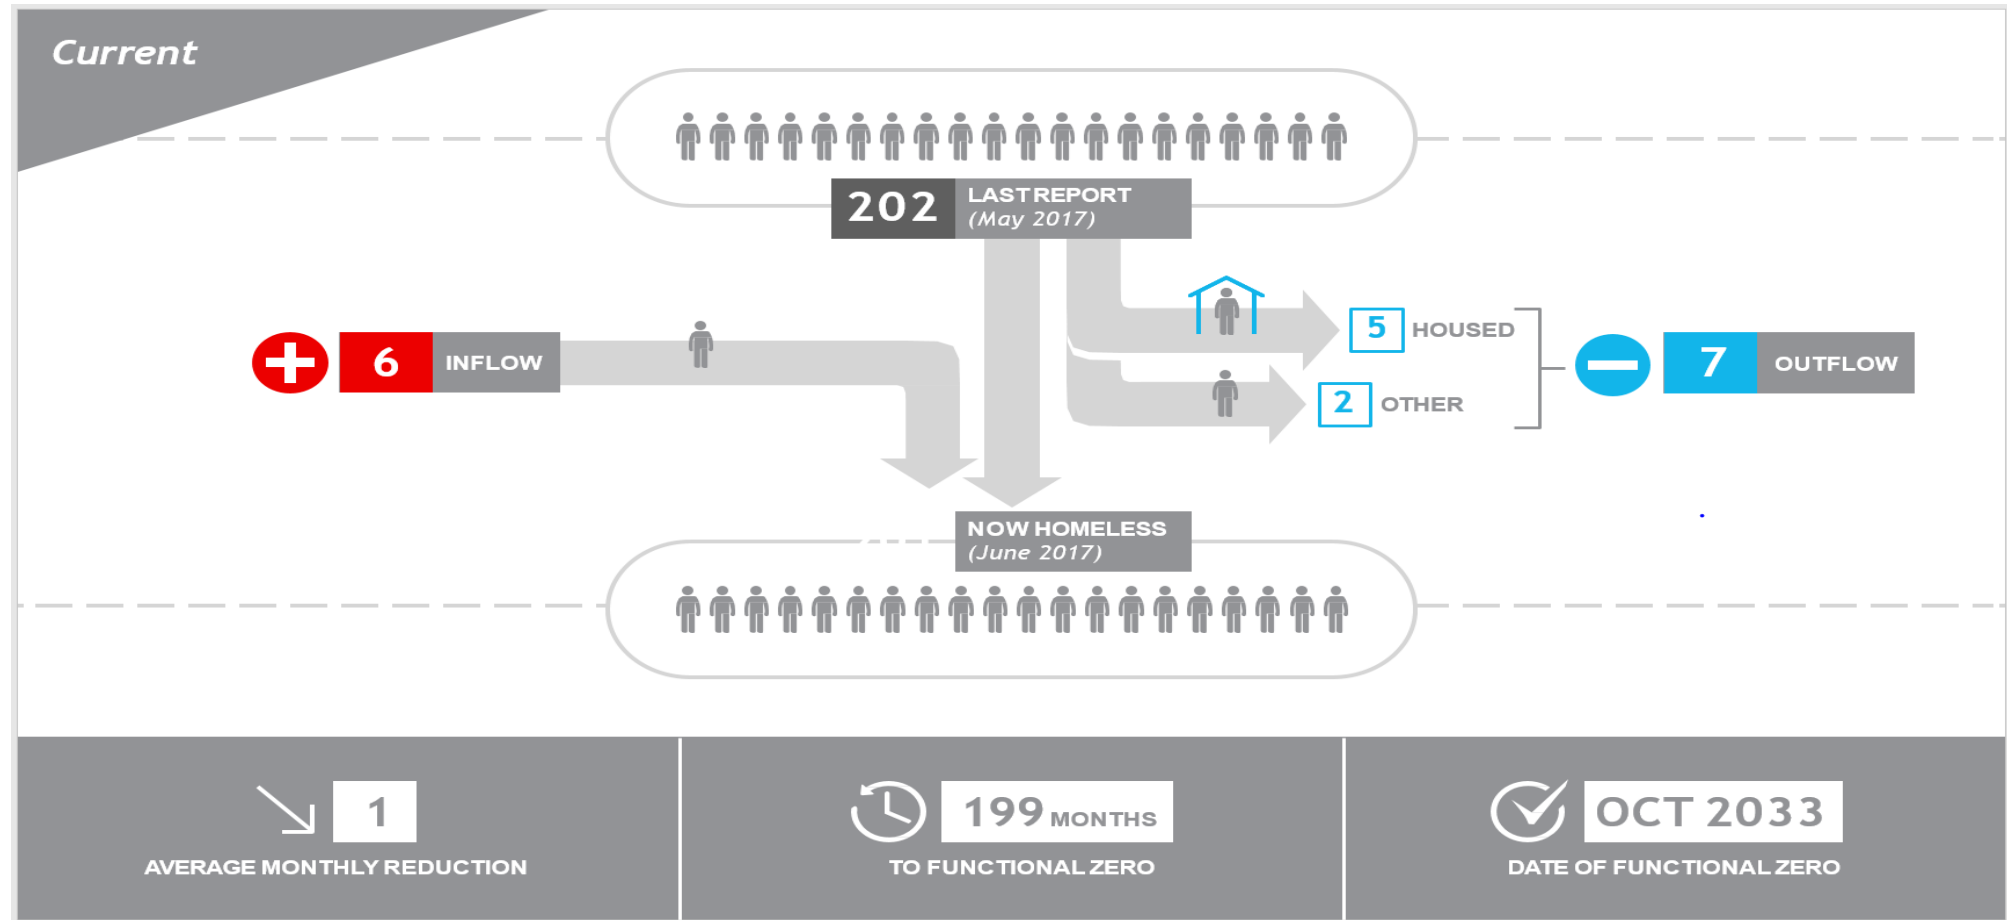 Current
202
LAST REPORT
(May 2017)
6
INFLOW
5
HOUSED
2
OTHER
7
OUTFLOW
NOW HOMELESS
(June 2017)
1
AVERAGE MONTHLY REDUCTION
199 MONTHS
TO FUNCTIONAL ZERO
OCT 2033
DATE OF FUNCTIONAL ZERO